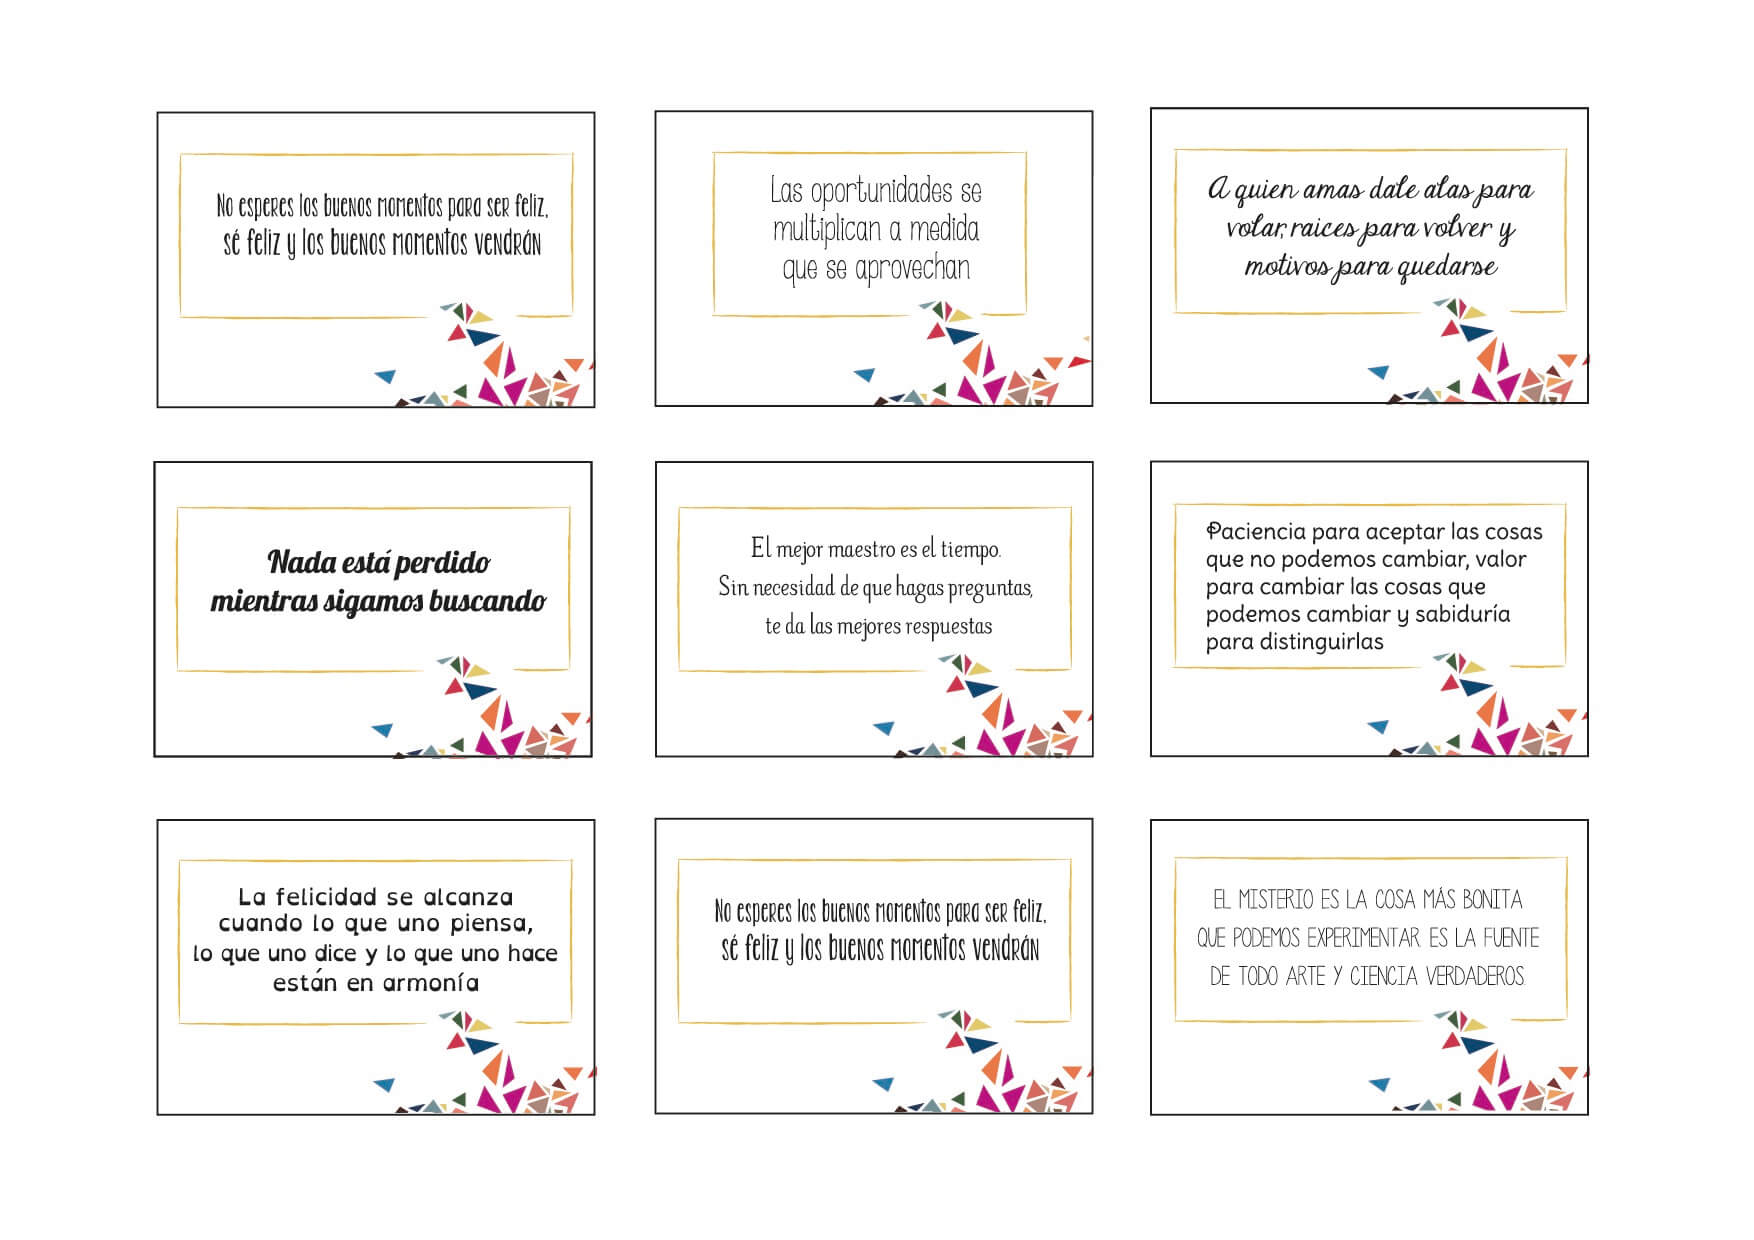 No esperes los buenos momentos para ser feliz,
sé feliz y los buenos momentos vendrán
Las oportunidades se
multiplican a medida
que se aprovechan
A quien amas dale alas para
volar, raices para volver y
motivos para quedarse
Nada está perdido
mientras sigamos buscando
El mejor maestro es el tiempo.
Sin necesidad de que hagas preguntas,
te da las mejores respuestas
Paciencia para aceptar las cosas
que no podemos cambiar, valor
para cambiar las cosas que
podemos cambiar y sabiduría
para distinguirlas
La felicidad se alcanza
cuando lo que uno piensa,
lo que uno dice y lo que uno hace
están en armonía
No esperes los buenos momentos para ser feliz,
sé feliz y los buenos momentos vendrán
EL MISTERIO ES LA COSA MÁS BONITA
QUE PODEMOS EXPERIMENTAR. ES LA FUENTE
DE TODO ARTE Y CIENCIA VERDADEROS.